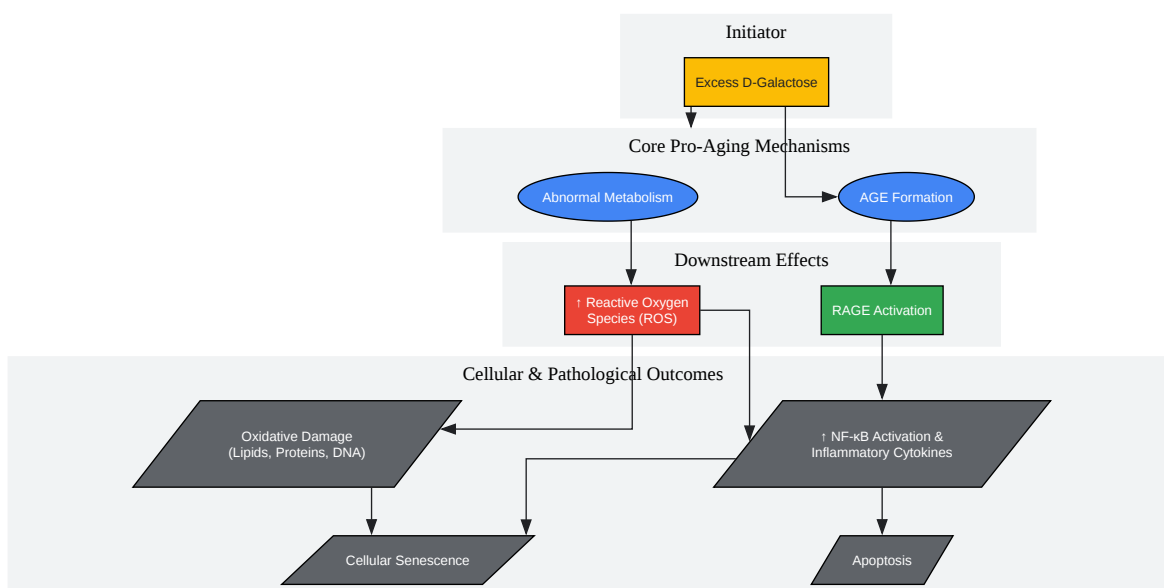 Initiator
Excess D-Galactose
Core Pro-Aging Mechanisms
Abnormal Metabolism
AGE Formation
Downstream Effects
↑ Reactive Oxygen
Species (ROS)
RAGE Activation
Cellular & Pathological Outcomes
Oxidative Damage
(Lipids, Proteins, DNA)
↑ NF-κB Activation &
Inflammatory Cytokines
Cellular Senescence
Apoptosis